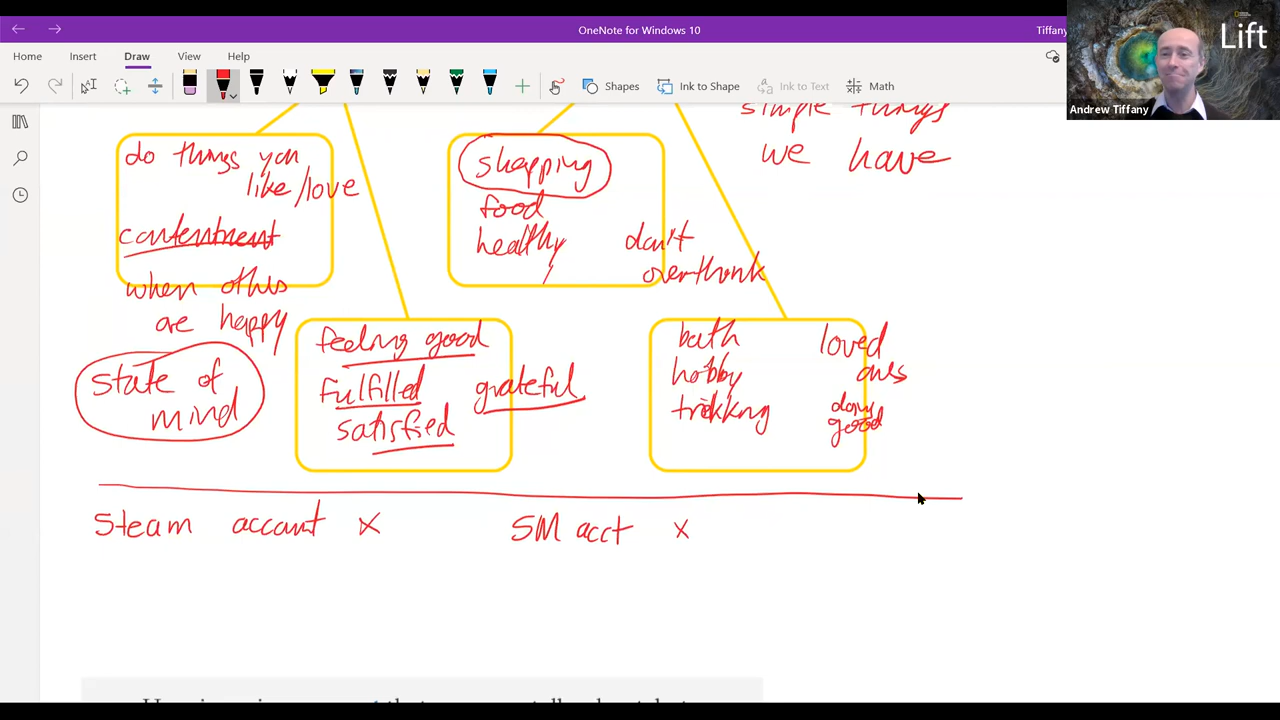 OneNote for Windows 10
Tiffany
Home Insert Draw View Help
Shapes Ink to Shape Ink to Text Math
Lift
Andrew Tiffany
simple things
we have
do things you
like/love
contentment
when others
are happy
state of
mind
shopping
food
healthy
don't
overthink
feeling good
fulfilled
grateful
satisfied
bath
hobby
trekking
loved
ones
doing
good
Steam account x
SM acct x